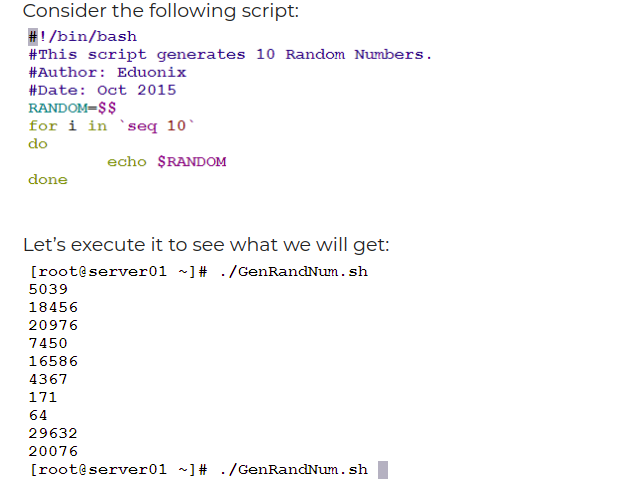 Consider the following script:
#!/bin/bash
#This script generates 10 Random Numbers.
#Author: Eduonix
#Date: Oct 2015
RANDOM=$$
for i in `seq 10`
do
echo $RANDOM
done
Let’s execute it to see what we will get:
[root@server01 ~]# ./GenRandNum.sh
5039
18456
20976
7450
16586
4367
171
64
29632
20076
[root@server01 ~]# ./GenRandNum.sh